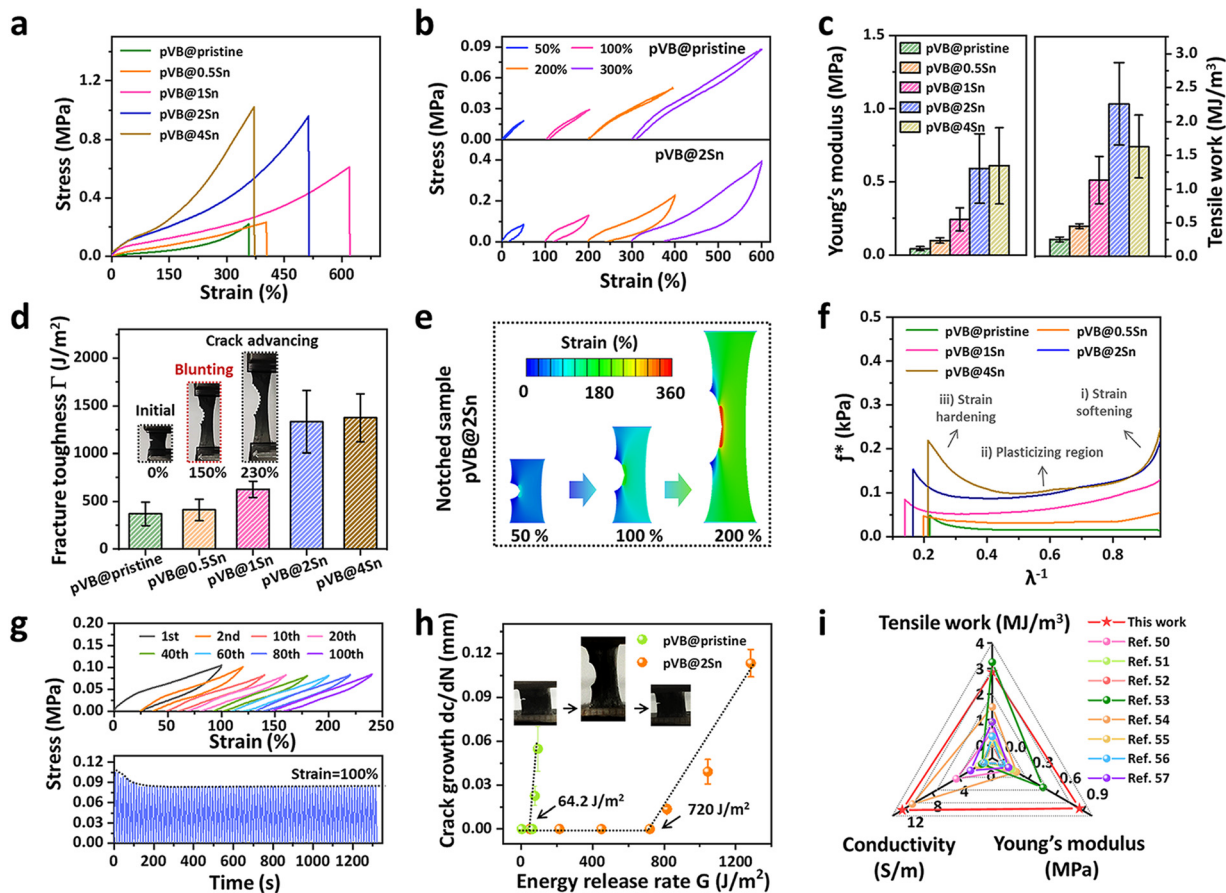 a
Stress (MPa)
1.2
0.9
0.6
0.3
0.0
pVB@pristine
pVB@0.5Sn
pVB@1Sn
pVB@2Sn
pVB@4Sn
0 150 300 450 600
Strain (%)
b
Stress (MPa)
0.09
0.06
0.03
0.00
50% 100%
200% 300%
pVB@pristine
0.4
0.2
0.0
pVB@2Sn
0 100 200 300 400 500 600
Strain (%)
c
Young's modulus (MPa)
1.5
1.0
0.5
0.0
pVB@pristine
pVB@0.5Sn
pVB@1Sn
pVB@2Sn
pVB@4Sn
3.0
2.5
2.0
1.5
1.0
0.5
0.0
Tensile work (MJ/m³)
d
Fracture toughness Γ (J/m²)
2000
1500
1000
500
0
Crack advancing
Blunting
Initial
0% 150% 230%
pVB@pristine
pVB@0.5Sn
pVB@1Sn
pVB@2Sn
pVB@4Sn
e
Notched sample
pVB@2Sn
Strain (%)
0 180 360
50 % 100 % 200 %
f
f* (kPa)
0.5
0.4
0.3
0.2
0.1
0.0
pVB@pristine pVB@0.5Sn
pVB@1Sn pVB@2Sn
pVB@4Sn
iii) Strain
hardening
i) Strain
softening
ii) Plasticizing region
0.2 0.4 0.6 0.8
λ⁻¹
g
Stress (MPa)
0.20
0.15
0.10
0.05
0.00
1st 2nd 10th 20th
40th 60th 80th 100th
0 50 100 150 200 250
Strain (%)
0.12
0.09
0.06
0.03
0.00
Strain=100%
0 200 400 600 800 1000 1200
Time (s)
h
Crack growth dc/dN (mm)
0.12
0.09
0.06
0.03
0.00
pVB@pristine
pVB@2Sn
64.2 J/m²
720 J/m²
0 400 800 1200
Energy release rate G (J/m²)
i
Tensile work (MJ/m³)
4
3
2
1
0
0.0
0.3
0.6
0.9
0
4
8
12
Conductivity
(S/m)
Young's modulus
(MPa)
This work
Ref. 50
Ref. 51
Ref. 52
Ref. 53
Ref. 54
Ref. 55
Ref. 56
Ref. 57